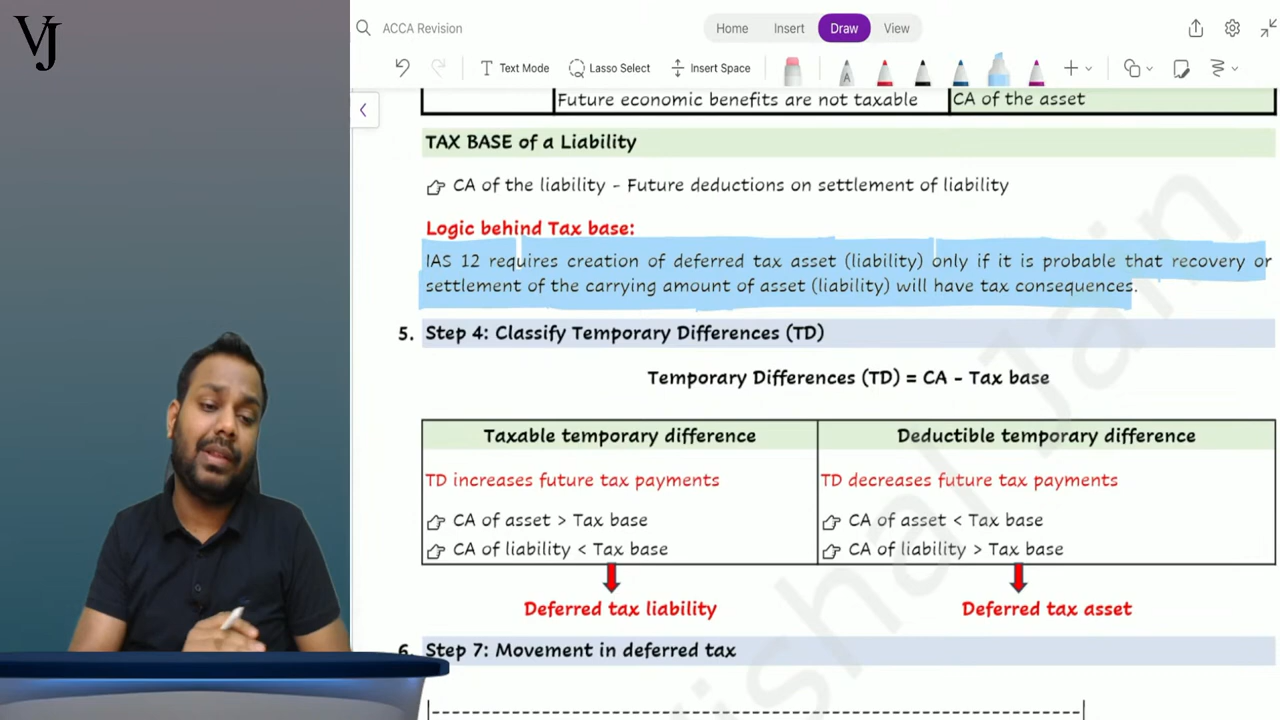 VJ
ACCA Revision
Home Insert Draw View
Text Mode Lasso Select Insert Space
A
Future economic benefits are not taxable CA of the asset
TAX BASE of a Liability
CA of the liability - Future deductions on settlement of liability
Logic behind Tax base:
IAS 12 requires creation of deferred tax asset (liability) only if it is probable that recovery or
settlement of the carrying amount of asset (liability) will have tax consequences.
5. Step 4: Classify Temporary Differences (TD)
Temporary Differences (TD) = CA - Tax base
Taxable temporary difference Deductible temporary difference
TD increases future tax payments TD decreases future tax payments
CA of asset > Tax base CA of asset < Tax base
CA of liability < Tax base CA of liability > Tax base
Deferred tax liability Deferred tax asset
6. Step 7: Movement in deferred tax
ishal Jain